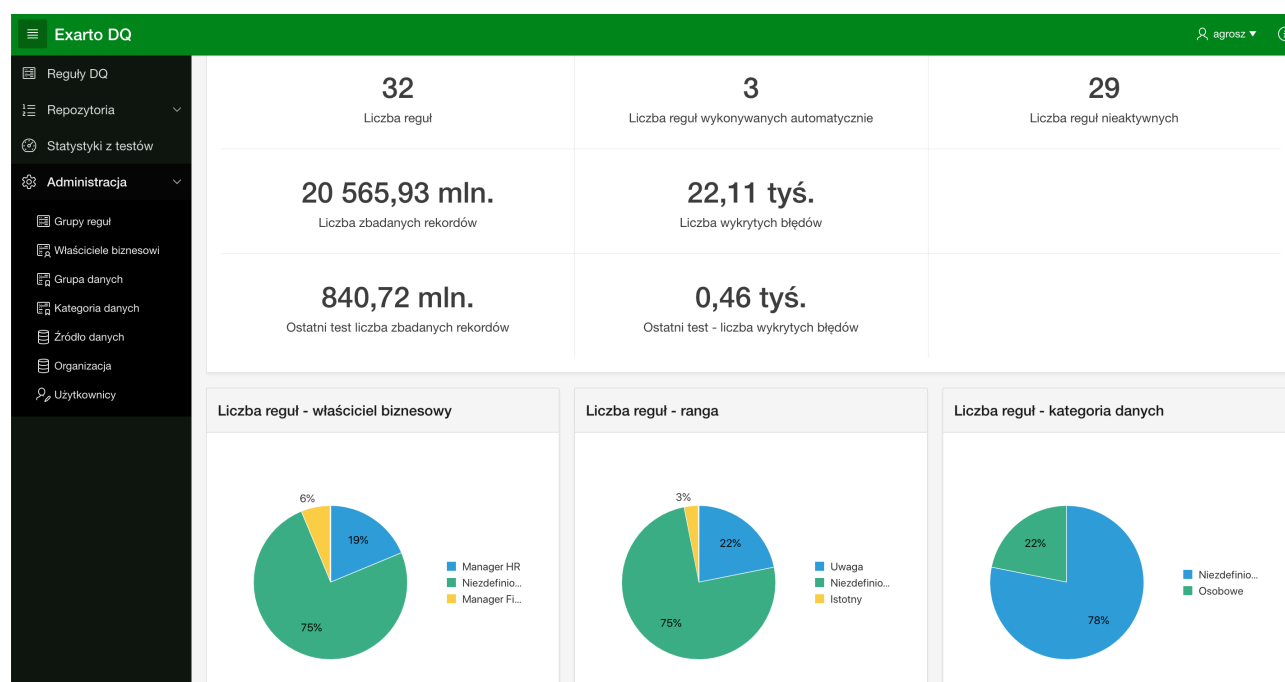 Exarto DQ
agrosz
Reguły DQ
Repozytoria
Statystyki z testów
Administracja
Grupy reguł
Właściciele biznesowi
Grupa danych
Kategoria danych
Źródło danych
Organizacja
Użytkownicy
32
Liczba reguł
3
Liczba reguł wykonywanych automatycznie
29
Liczba reguł nieaktywnych
20 565,93 mln.
Liczba zbadanych rekordów
22,11 tyś.
Liczba wykrytych błędów
840,72 mln.
Ostatni test liczba zbadanych rekordów
0,46 tyś.
Ostatni test - liczba wykrytych błędów
Liczba reguł - właściciel biznesowy
6%
19%
75%
Manager HR
Niezdefinio...
Manager Fi...
Liczba reguł - ranga
3%
22%
75%
Uwaga
Niezdefinio...
Istotny
Liczba reguł - kategoria danych
22%
78%
Niezdefinio...
Osobowe